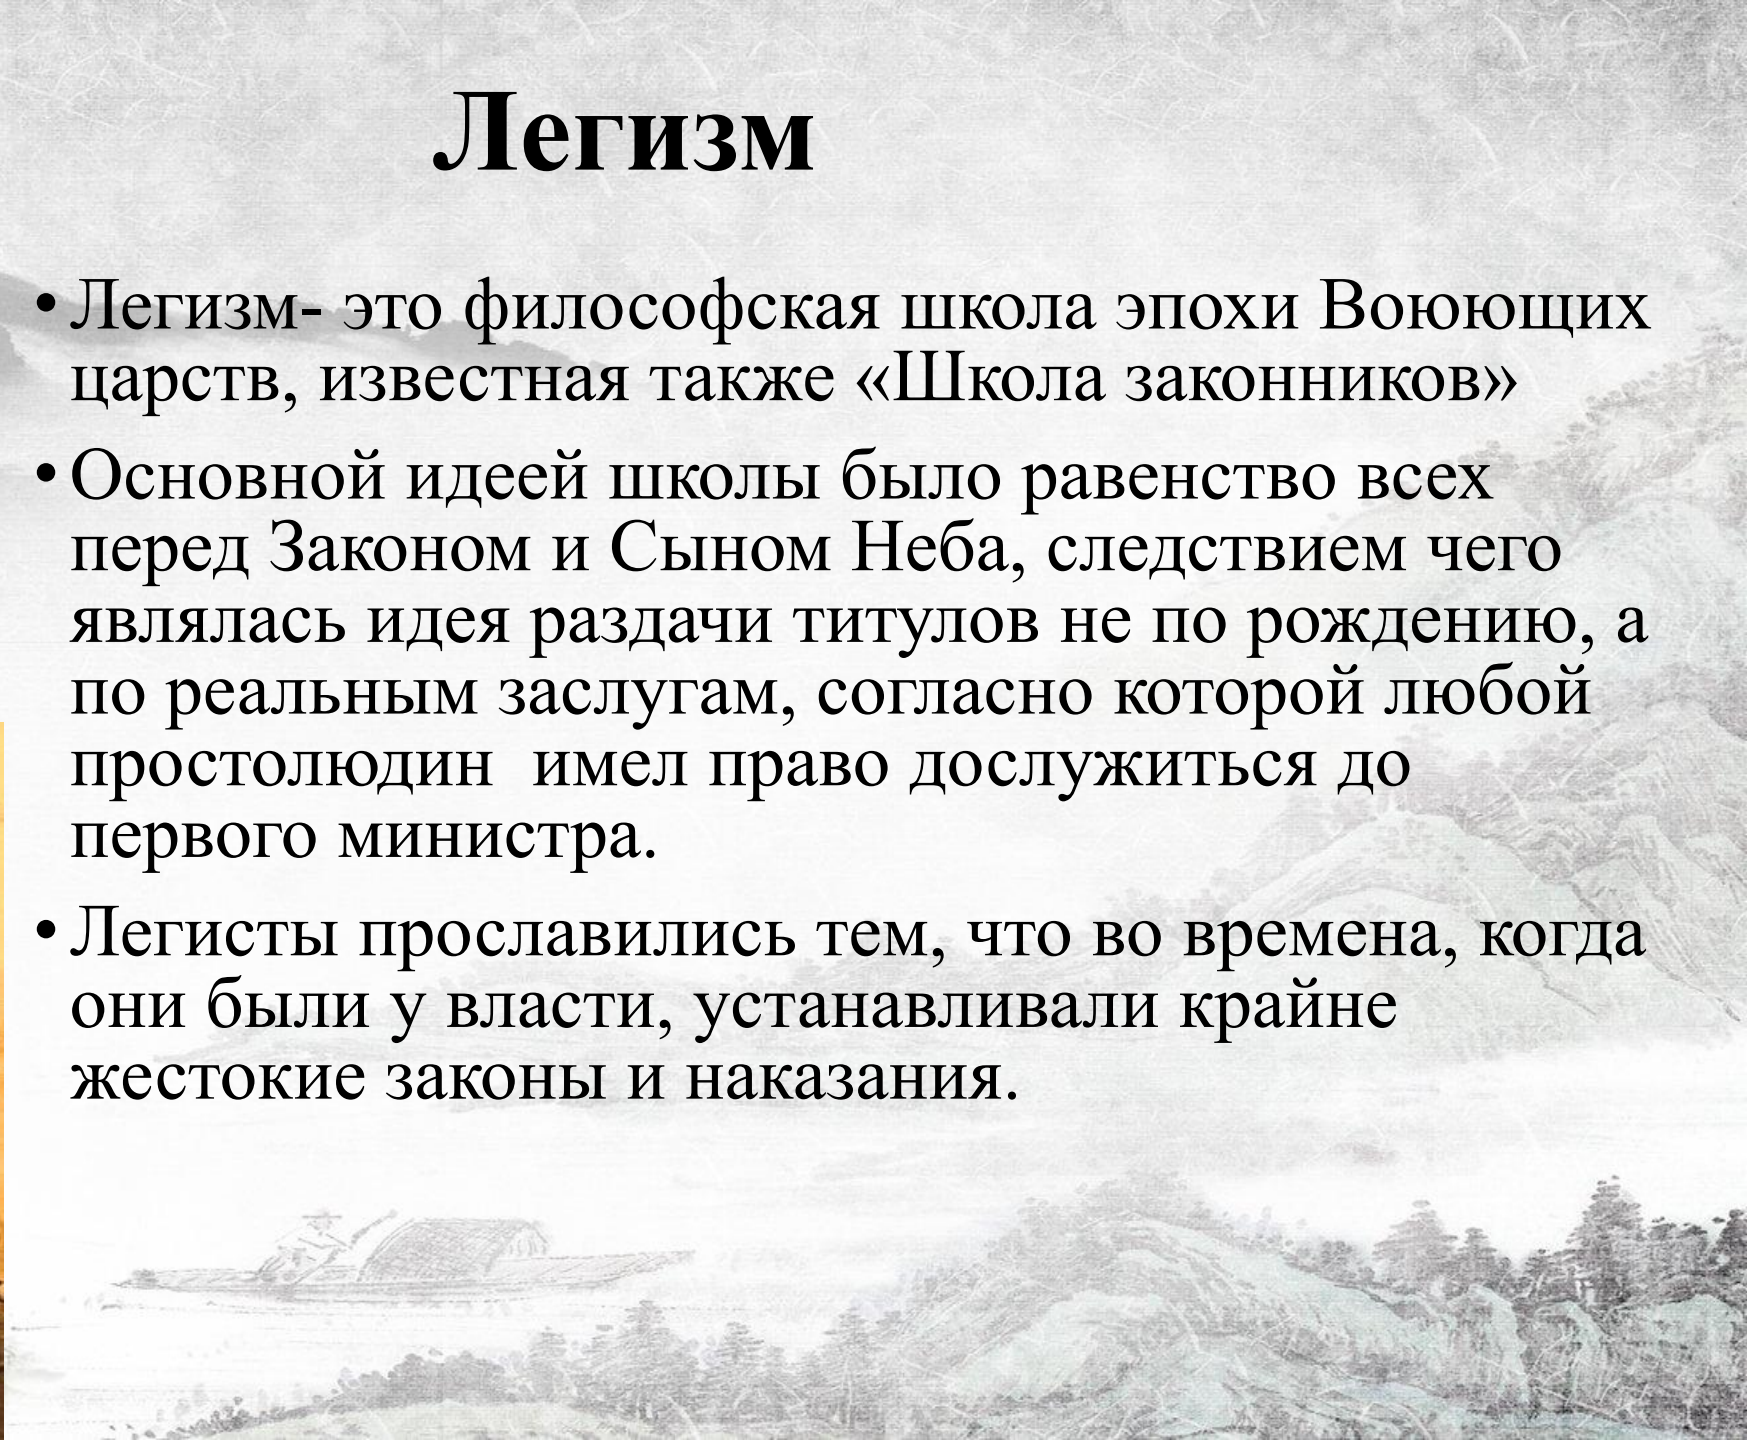 Легизм
• Легизм- это философская школа эпохи Воюющих
царств, известная также «Школа законников»
• Основной идеей школы было равенство всех
перед Законом и Сыном Неба, следствием чего
являлась идея раздачи титулов не по рождению, а
по реальным заслугам, согласно которой любой
простолюдин  имел право дослужиться до
первого министра.
• Легисты прославились тем, что во времена, когда
они были у власти, устанавливали крайне
жестокие законы и наказания.